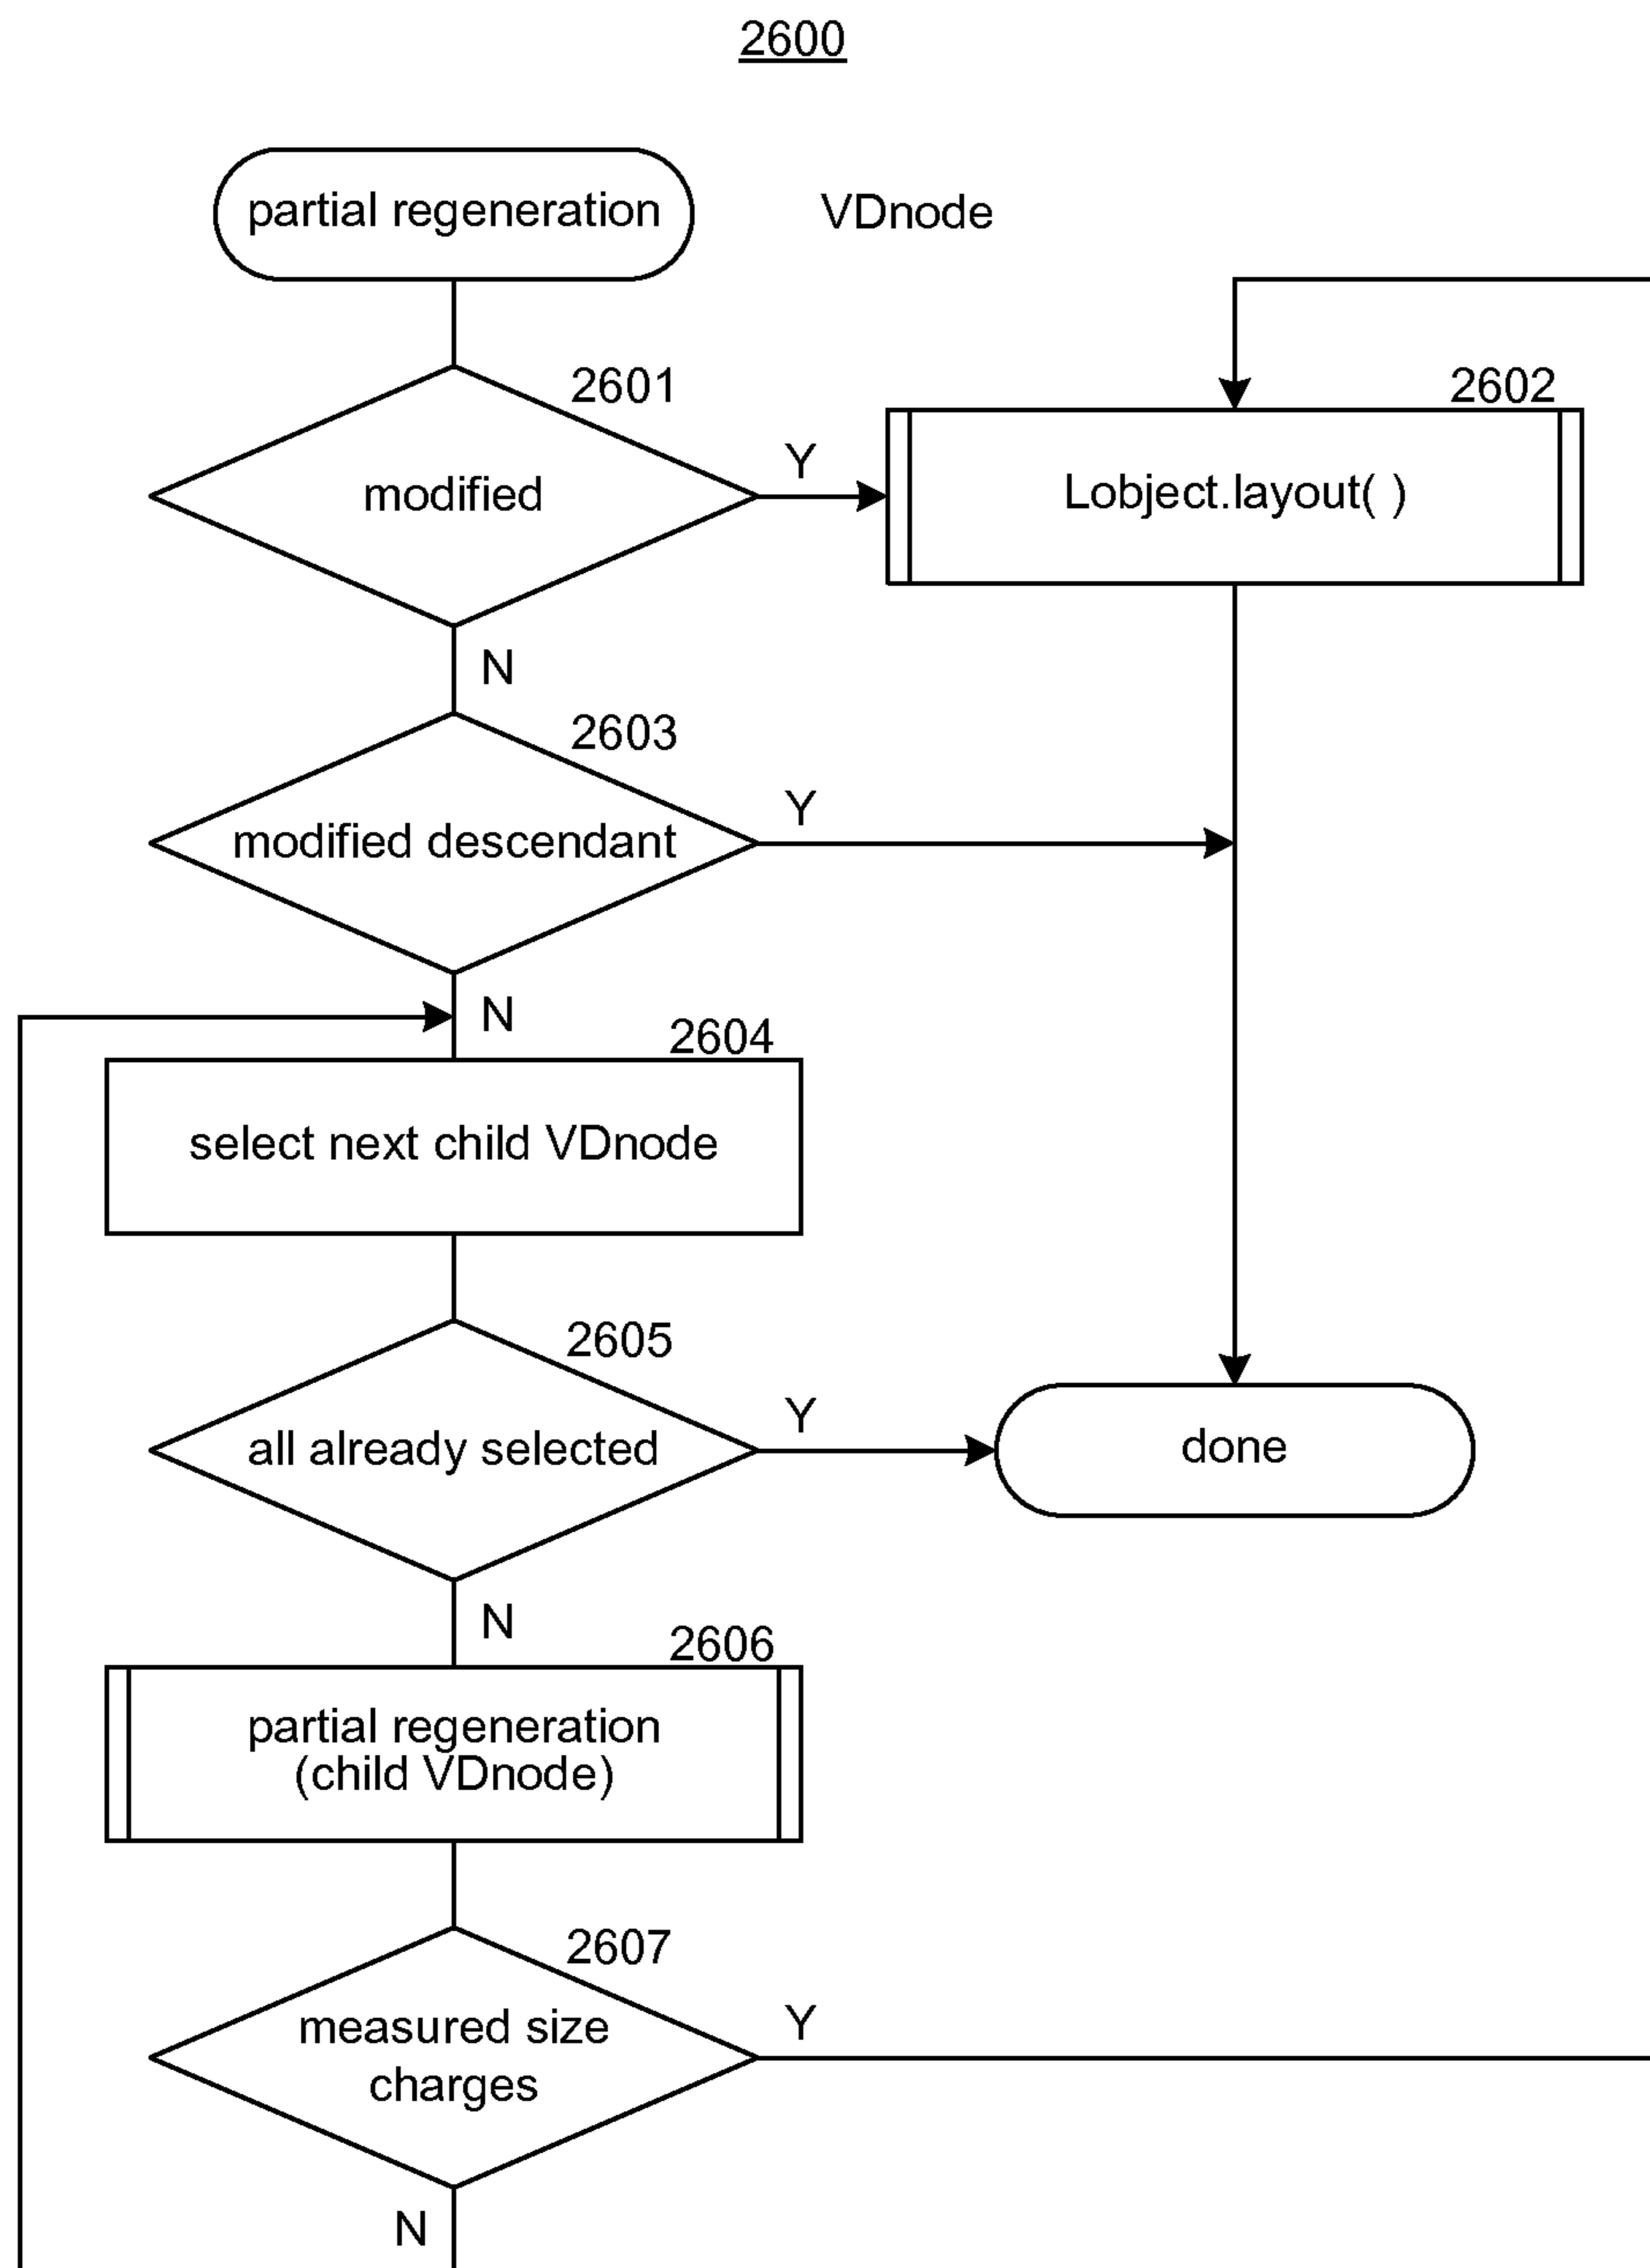 2600
partial regeneration
VDnode
2601
modified
Y
2602
Lobject.layout( )
N
2603
modified descendant
Y
N
2604
select next child VDnode
2605
all already selected
Y
done
N
2606
partial regeneration
(child VDnode)
2607
measured size
charges
Y
N